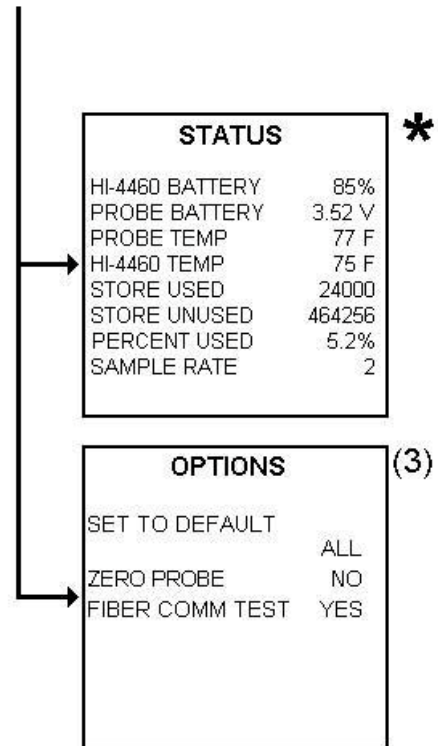 STATUS *
HI-4460 BATTERY 85%
PROBE BATTERY 3.52 V
PROBE TEMP 77 F
HI-4460 TEMP 75 F
STORE USED 24000
STORE UNUSED 464256
PERCENT USED 5.2%
SAMPLE RATE 2
OPTIONS (3)
SET TO DEFAULT
ALL
ZERO PROBE NO
FIBER COMM TEST YES